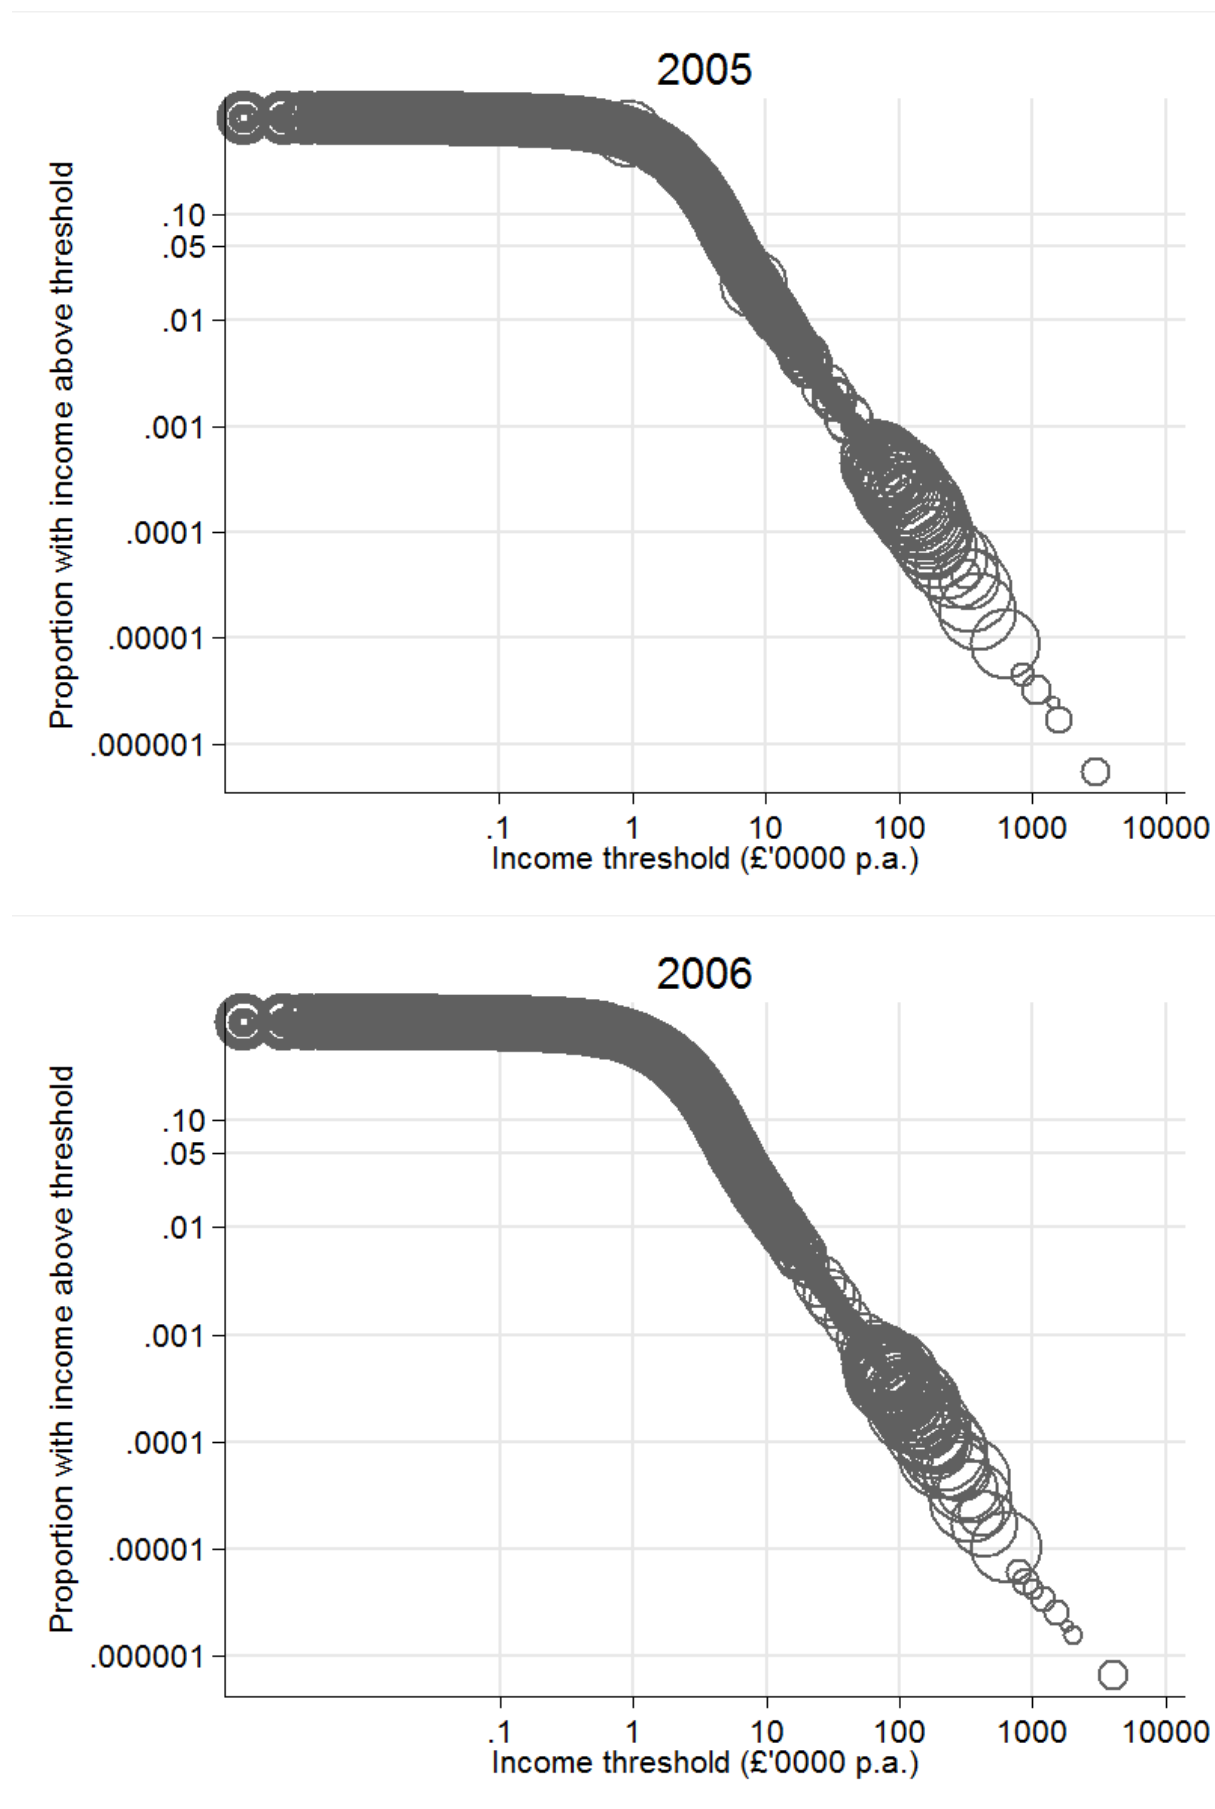 2005
Proportion with income above threshold
.10
.05
.01
.001
.0001
.00001
.000001
.1 1 10 100 1000 10000
Income threshold (£'0000 p.a.)
2006
Proportion with income above threshold
.10
.05
.01
.001
.0001
.00001
.000001
.1 1 10 100 1000 10000
Income threshold (£'0000 p.a.)